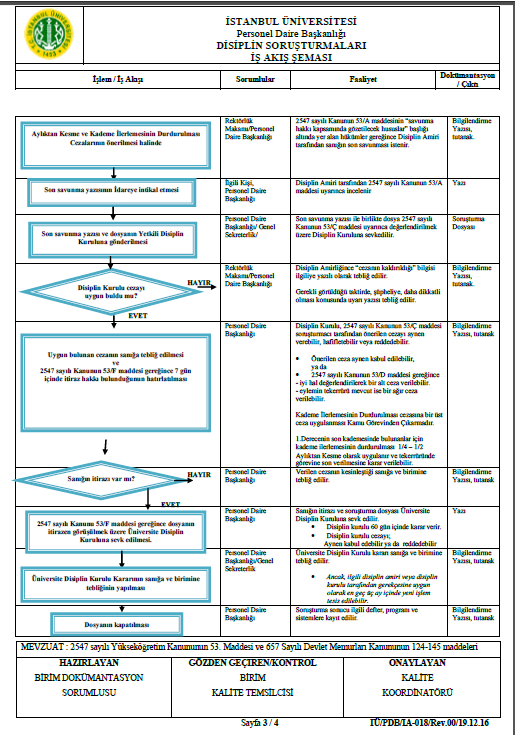 İSTANBUL ÜNİVERSİTESİ
Personel Daire Başkanlığı
DİSİPLİN SORUŞTURMALARI
İŞ AKIŞ ŞEMASI
İşlem / İş Akışı
Sorumlular
Faaliyet
Dokümantasyon
/ Çıktı
Aylıktan Kesme ve Kademe İlerlemesinin Durdurulması
Cezalarının önerilmesi halinde
Rektörlük
Makamı/Personel
Daire Başkanlığı
2547 sayılı Kanunun 53/A maddesinin "savunma
hakkı kapsamında gözetilecek hususlar" başlığı
altında yer alan hükümler gereğince Disiplin Amiri
tarafından sanığın son savunması istenir.
Bilgilendirme
Yazısı,
tutanak.
Son savunma yazısının İdareye intikal etmesi
İlgili Kişi,
Personel Daire
Başkanlığı
Disiplin Amiri tarafından 2547 sayılı Kanunun 53/A
maddesi uyarınca incelenir
Yazı
Son savunma yazısı ve dosyanın Yetkili Disiplin
Kuruluna gönderilmesi
Personel Daire
Başkanlığı/ Genel
Sekreterlik/
Son savunma yazısı ile birlikte dosya 2547 sayılı
Kanunun 53/Ç maddesi uyarınca değerlendirilmek
üzere Disiplin Kuruluna sevkedilir.
Soruşturma
Dosyası
Disiplin Kurulu cezayı
uygun buldu mu?
HAYIR
EVET
Rektörlük
Makamı/Personel
Daire Başkanlığı
Disiplin Amirliğince "cezanın kaldırıldığı" bilgisi
ilgiliye yazılı olarak tebliğ edilir.
Gerekli görüldüğü taktirde, şüpheliye, daha dikkatli
olması konusunda uyarı yazısı tebliğ edilir.
Bilgilendirme
Yazısı,
tutanak.
Uygun bulunan cezanın sanığa tebliğ edilmesi
ve
2547 sayılı Kanunun 53/F maddesi gereğince 7 gün
içinde itiraz hakkı bulunduğunun hatırlatılması
Personel Daire
Başkanlığı
Disiplin Kurulu, 2547 sayılı Kanunun 53/Ç maddesi
soruşturmacı tarafından önerilen cezayı aynen
verebilir, hafifletebilir veya reddedebilir.
• Önerilen ceza aynen kabul edilebilir,
ya da
• 2547 sayılı Kanunun 53/D maddesi gereğince
- iyi hal değerlendirilerek bir alt ceza verilebilir.
- eylemin tekerrürü mevcut ise bir ağır ceza
verilebilir.
Kademe İlerlemesinin Durdurulması cezasına bir üst
ceza uygulanması Kamu Görevinden Çıkarmadır.
1.Derecenin son kademesinde bulunanlar için
kademe ilerlemesinin durdurulması 1/4 – 1/2
Aylıktan Kesme olarak uygulanır ve tekerrüründe
görevine son verilmesine karar verilebilir.
Bilgilendirme
Yazısı, tutanak
Sanığın itirazı var mı?
HAYIR
EVET
Personel Daire
Başkanlığı
Verilen cezanın kesinleştiği sanığa ve birimine
tebliğ edilir.
Bilgilendirme
Yazısı, tutanak
2547 sayılı Kanunu 53/F maddesi gereğince dosyanın
itirazen görüşülmek üzere Üniversite Disiplin
Kuruluna sevk edilmesi.
Personel Daire
Başkanlığı
Sanığın itirazı ve soruşturma dosyası Üniversite
Disiplin Kuruluna sevk edilir.
• Disiplin kurulu 60 gün içinde karar verir.
• Disiplin kurulu cezayı;
Aynen kabul edebilir ya da reddedebilir
Yazı
Üniversite Disiplin Kurulu Kararının sanığa ve birimine
tebliğinin yapılması
Personel Daire
Başkanlığı/Genel
Sekreterlik
Üniversite Disiplin Kurulu kararı sanığa ve birimine
tebliğ edilir.
• Ancak, ilgili disiplin amiri veya disiplin
kurulu tarafından gerekçesine uygun
olarak en geç üç ay içinde yeni işlem
tesis edilebilir.
Bilgilendirme
Yazısı, tutanak
Dosyanın kapatılması
Personel Daire
Başkanlığı
Soruşturma sonucu ilgili defter, program ve
sistemlere kayıt edilir.
Bilgilendirme
Yazısı, tutanak
MEVZUAT : 2547 sayılı Yükseköğretim Kanununun 53. Maddesi ve 657 Sayılı Devlet Memurları Kanununun 124-145 maddeleri
HAZIRLAYAN
BİRİM DOKÜMANTASYON
SORUMLUSU
GÖZDEN GEÇİREN/KONTROL
BİRİM
KALİTE TEMSİLCİSİ
ONAYLAYAN
KALİTE
KOORDİNATÖRÜ
Sayfa 3 / 4
İÜ/PDB/IA-018/Rev.00/19.12.16